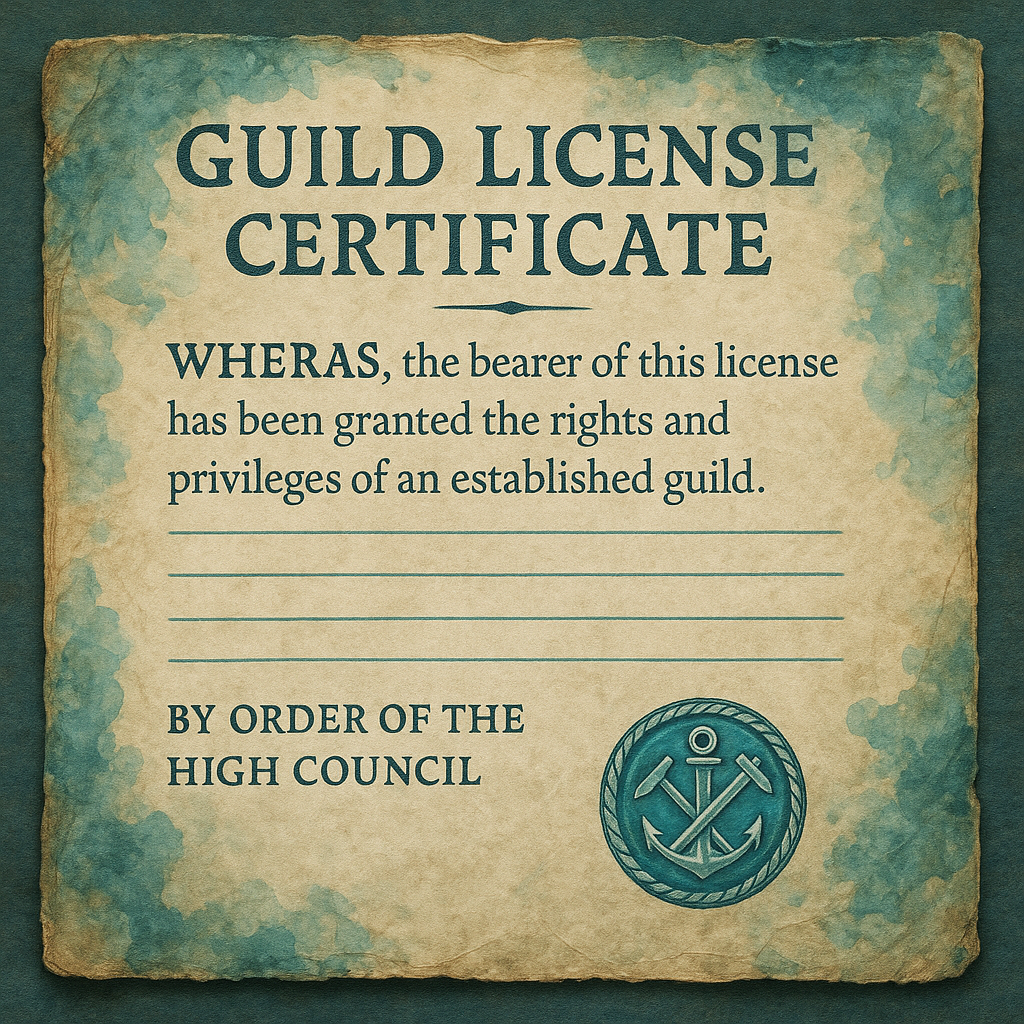 GUILD LICENSE
CERTIFICATE
WHERAS, the bearer of this license
has been granted the rights and
privileges of an established guild.
BY ORDER OF THE
HIGH COUNCIL